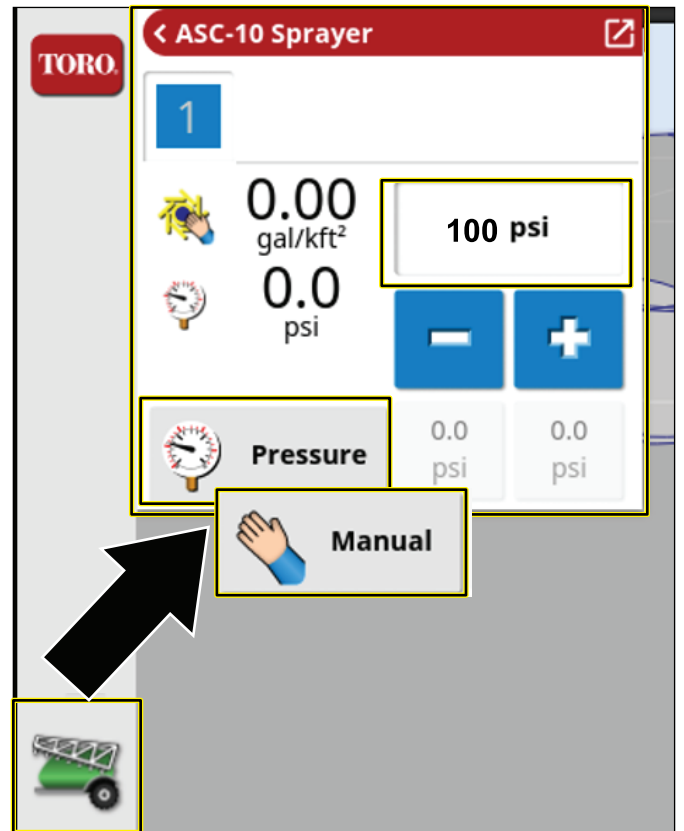 TORO.
ASC-10 Sprayer
1
0.00
gal/kft²
100 psi
0.0
psi
Pressure
0.0
psi
0.0
psi
Manual